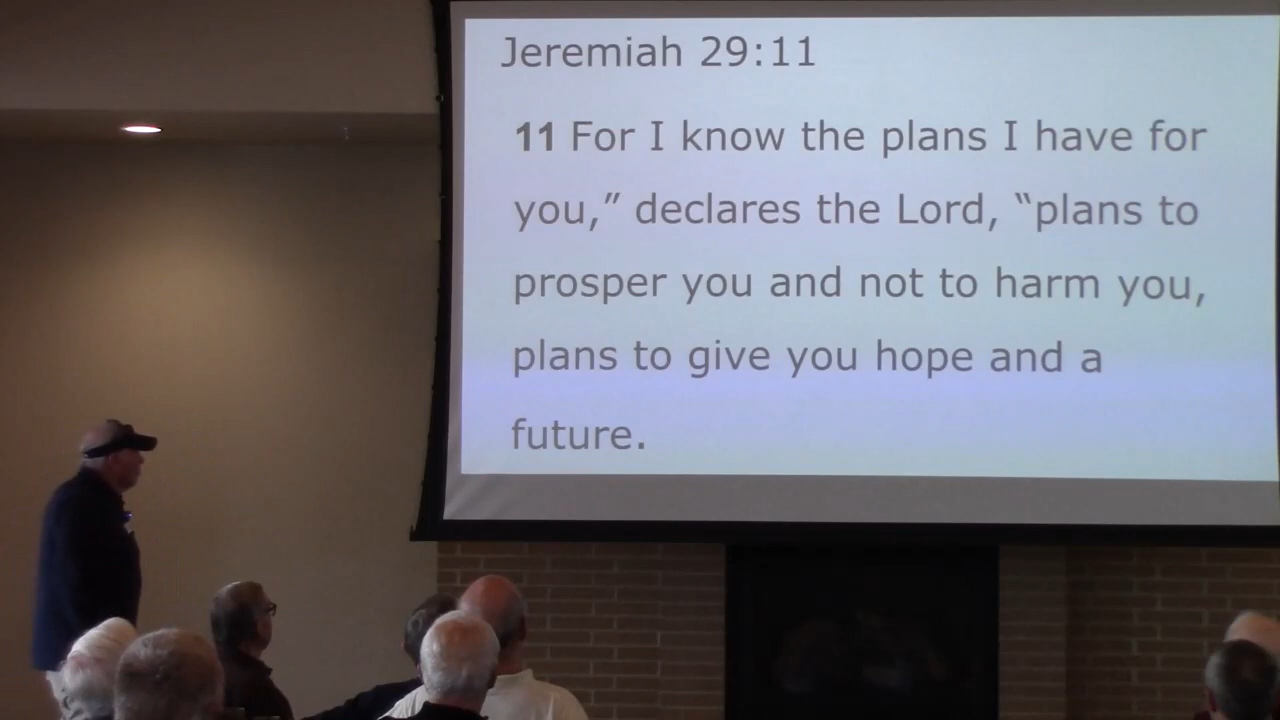 Jeremiah 29:11
11 For I know the plans I have for
you,” declares the Lord, “plans to
prosper you and not to harm you,
plans to give you hope and a
future.